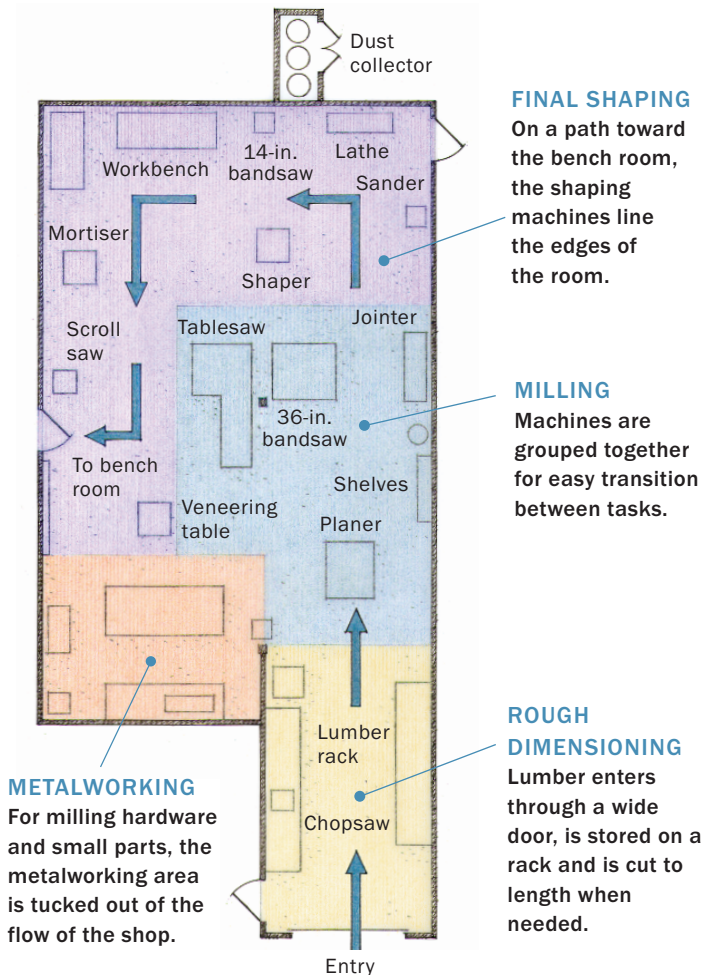 Dust
collector
FINAL SHAPING
On a path toward
the bench room,
the shaping
machines line
the edges of
the room.
Workbench
14-in.
bandsaw
Lathe
Sander
Mortiser
Shaper
Scroll
saw
Tablesaw
Jointer
36-in.
bandsaw
MILLING
Machines are
grouped together
for easy transition
between tasks.
To bench
room
Shelves
Veneering
table
Planer
Lumber
rack
Chopsaw
ROUGH
DIMENSIONING
Lumber enters
through a wide
door, is stored on a
rack and is cut to
length when
needed.
METALWORKING
For milling hardware
and small parts, the
metalworking area
is tucked out of the
flow of the shop.
Entry